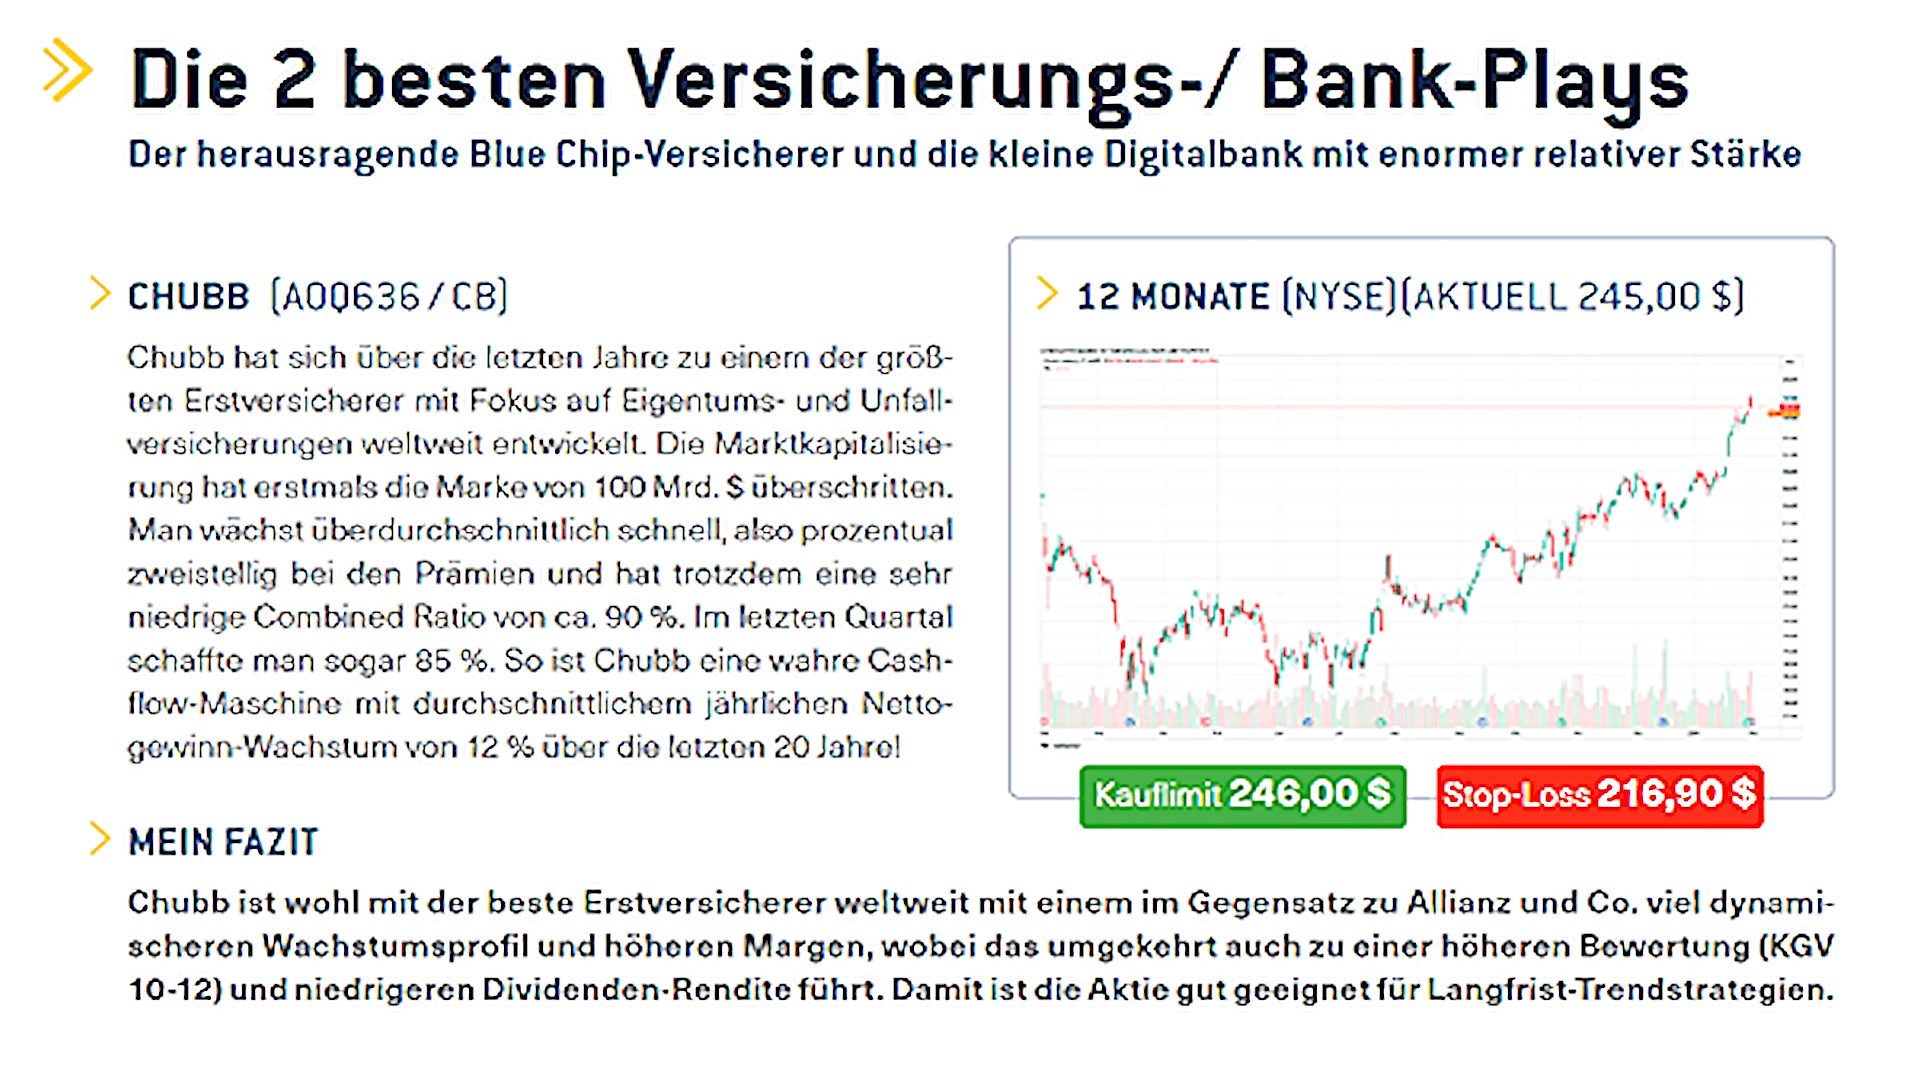 Die 2 besten Versicherungs-/ Bank-Plays
Der herausragende Blue Chip-Versicherer und die kleine Digitalbank mit enormer relativer Stärke
CHUBB (A0Q636 / CB)
Chubb hat sich über die letzten Jahre zu einem der größ-
ten Erstversicherer mit Fokus auf Eigentums- und Unfall-
versicherungen weltweit entwickelt. Die Marktkapitalisie-
rung hat erstmals die Marke von 100 Mrd. $ überschritten.
Man wächst überdurchschnittlich schnell, also prozentual
zweistellig bei den Prämien und hat trotzdem eine sehr
niedrige Combined Ratio von ca. 90 %. Im letzten Quartal
schaffte man sogar 85 %. So ist Chubb eine wahre Cash-
flow-Maschine mit durchschnittlichem jährlichen Netto-
gewinn-Wachstum von 12 % über die letzten 20 Jahre!
12 MONATE (NYSE)(AKTUELL 245,00 $)
Kauflimit 246,00 $
Stop-Loss 216,90 $
MEIN FAZIT
Chubb ist wohl mit der beste Erstversicherer weltweit mit einem im Gegensatz zu Allianz und Co. viel dynami-
scheren Wachstumsprofil und höheren Margen, wobei das umgekehrt auch zu einer höheren Bewertung (KGV
10-12) und niedrigeren Dividenden-Rendite führt. Damit ist die Aktie gut geeignet für Langfrist-Trendstrategien.